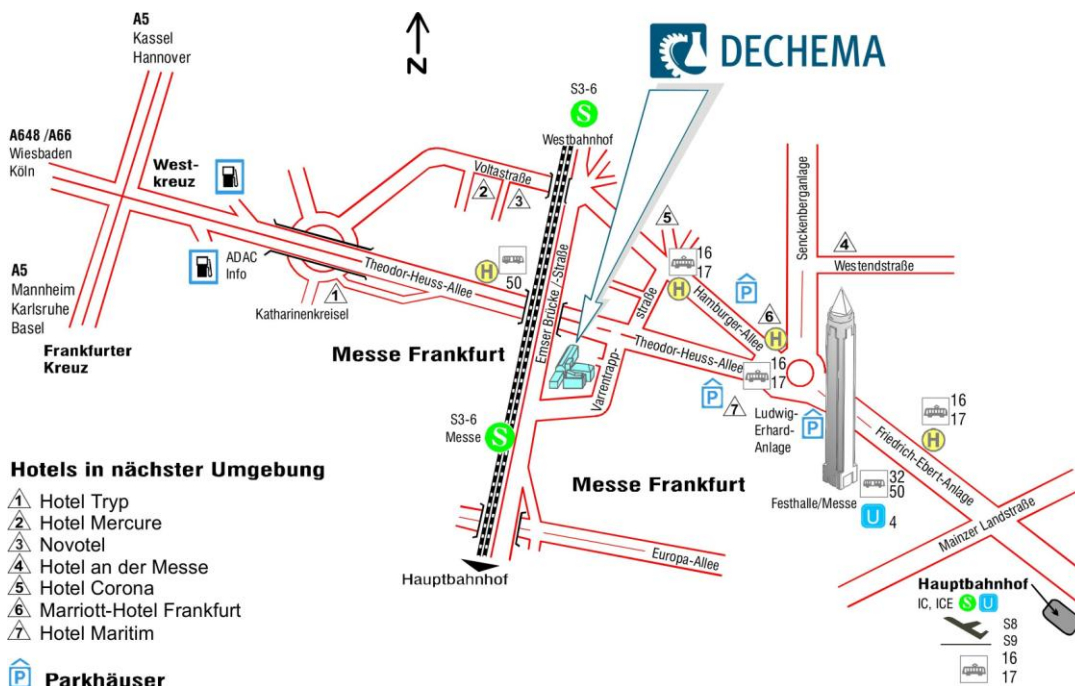 A5
Kassel
Hannover
N
DECHEMA
S3-6
S
Westbahnhof
A648 /A66
Wiesbaden
Köln
West-
kreuz
Voltastraße
2
3
5
16
17
H
P
Senckenberganlage
4
Westendstraße
ADAC
Info
Theodor-Heuss-Allee
H
50
Emser Brücke /-Straße
Varrentrapp-
straße
Hamburger-Allee
6
H
A5
Mannheim
Karlsruhe
Basel
1
Katharinenkreisel
Frankfurter
Kreuz
Messe Frankfurt
Theodor-Heuss-Allee
16
17
P
7
Ludwig-
Erhard-
Anlage
P
16
17
H
Friedrich-Ebert-Anlage
S3-6
Messe
S
Messe Frankfurt
Festhalle/Messe
32
50
U
4
Mainzer Landstraße
Europa-Allee
Hauptbahnhof
Hauptbahnhof
IC, ICE S U
S8
S9
16
17
Hotels in nächster Umgebung
1 Hotel Tryp
2 Hotel Mercure
3 Novotel
4 Hotel an der Messe
5 Hotel Corona
6 Marriott-Hotel Frankfurt
7 Hotel Maritim
P Parkhäuser